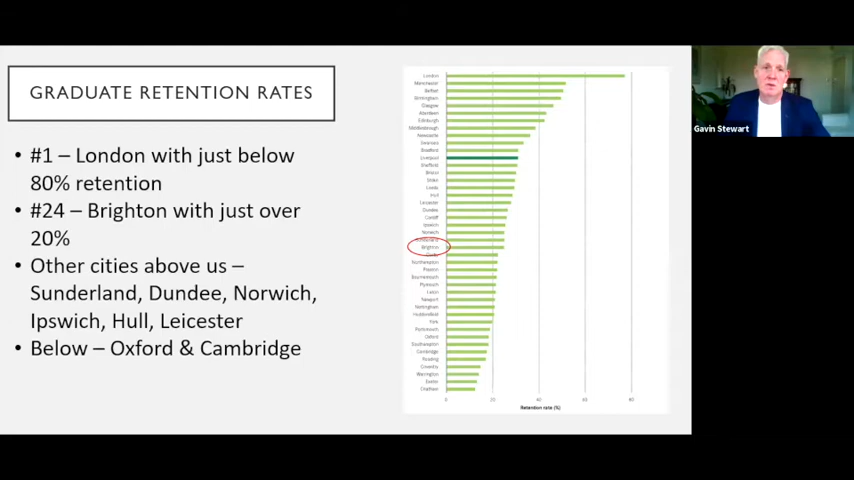 GRADUATE RETENTION RATES
• #1 – London with just below
80% retention
• #24 – Brighton with just over
20%
• Other cities above us –
Sunderland, Dundee, Norwich,
Ipswich, Hull, Leicester
• Below – Oxford & Cambridge
London
Manchester
Belfast
Birmingham
Glasgow
Aberdeen
Edinburgh
Middlesbrough
Newcastle
Swansea
Bradford
Liverpool
Sheffield
Bristol
Leeds
Hull
Leicester
Dundee
Cardiff
Ipswich
Norwich
Sunderland
Brighton
Northampton
Preston
Bournemouth
Plymouth
Luton
Newport
Nottingham
Huddersfield
York
Portsmouth
Oxford
Southampton
Cambridge
Reading
Coventry
Warrington
Exeter
Chatham
0 20 40 60 80
Retention rate (%)
Gavin Stewart